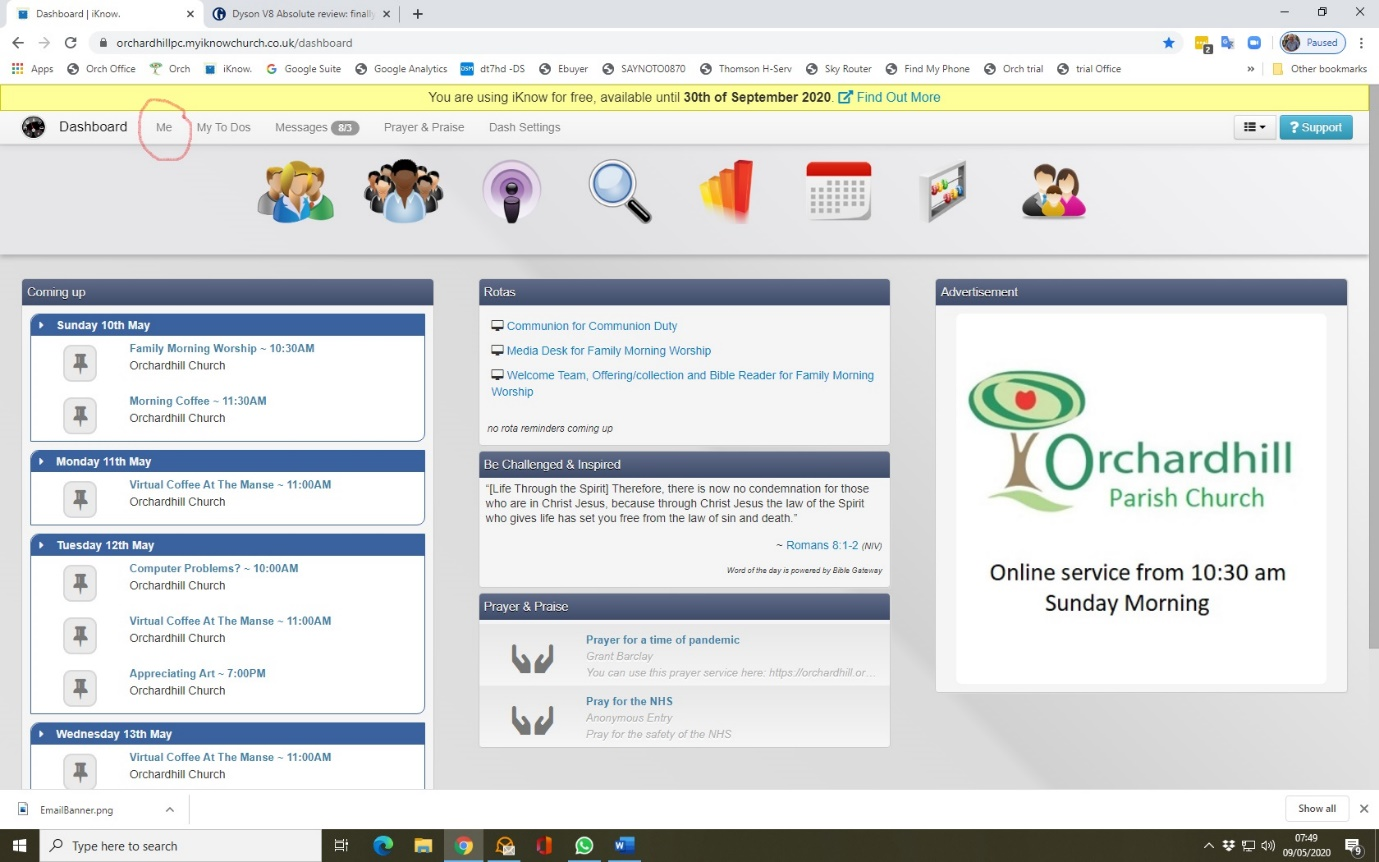 Dashboard | iKnow.
Dyson V8 Absolute review: finally
orchardhillpc.myiknowchurch.co.uk/dashboard
2
Paused
Apps Orch Office Orch iKnow. Google Suite Google Analytics OSM dt7hd -DS Ebuyer SAYNOTO0870 Thomson H-Serv Sky Router Find My Phone Orch trial trial Office » Other bookmarks
You are using iKnow for free, available until 30th of September 2020. Find Out More
Dashboard Me My To Dos Messages 8/3 Prayer & Praise Dash Settings ? Support
Coming up
Sunday 10th May
Family Morning Worship ~ 10:30AM
Orchardhill Church
Morning Coffee ~ 11:30AM
Orchardhill Church
Monday 11th May
Virtual Coffee At The Manse ~ 11:00AM
Orchardhill Church
Tuesday 12th May
Computer Problems? ~ 10:00AM
Orchardhill Church
Virtual Coffee At The Manse ~ 11:00AM
Orchardhill Church
Appreciating Art ~ 7:00PM
Orchardhill Church
Wednesday 13th May
Virtual Coffee At The Manse ~ 11:00AM
Orchardhill Church
Rotas
Communion for Communion Duty
Media Desk for Family Morning Worship
Welcome Team, Offering/collection and Bible Reader for Family Morning
Worship
no rota reminders coming up
Be Challenged & Inspired
“[Life Through the Spirit] Therefore, there is now no condemnation for those
who are in Christ Jesus, because through Christ Jesus the law of the Spirit
who gives life has set you free from the law of sin and death.”
~ Romans 8:1-2 (NIV)
Word of the day is powered by Bible Gateway
Prayer & Praise
Prayer for a time of pandemic
Grant Barclay
You can use this prayer service here: https://orchardhill.or…
Pray for the NHS
Anonymous Entry
Pray for the safety of the NHS
Advertisement
Orchardhill
Parish Church
Online service from 10:30 am
Sunday Morning
EmailBanner.png
Show all
Type here to search
07:49
09/05/2020
9